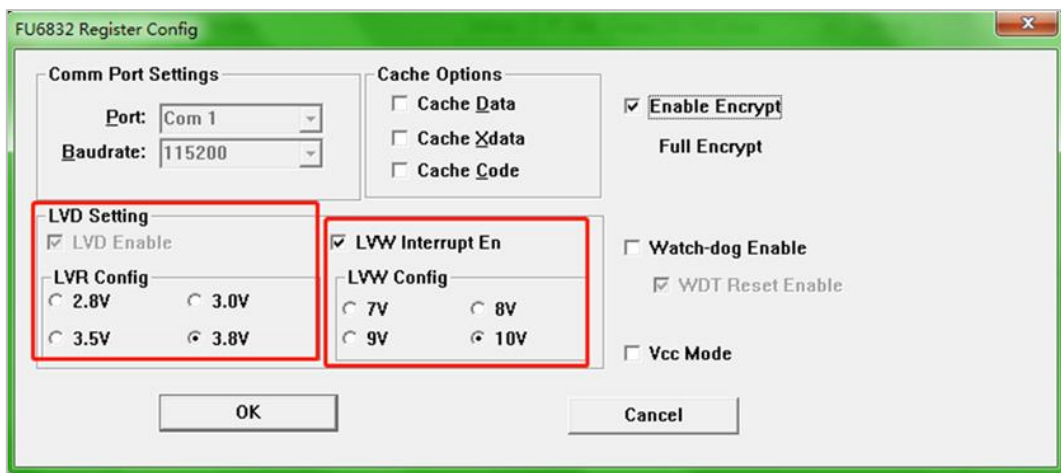 FU6832 Register Config
Comm Port Settings
Port: Com 1
Baudrate: 115200
Cache Options
Cache Data
Cache Xdata
Cache Code
Enable Encrypt
Full Encrypt
LVD Setting
LVD Enable
LVR Config
2.8V 3.0V
3.5V 3.8V
LVW Interrupt En
LVW Config
7V 8V
9V 10V
Watch-dog Enable
WDT Reset Enable
Vcc Mode
OK
Cancel